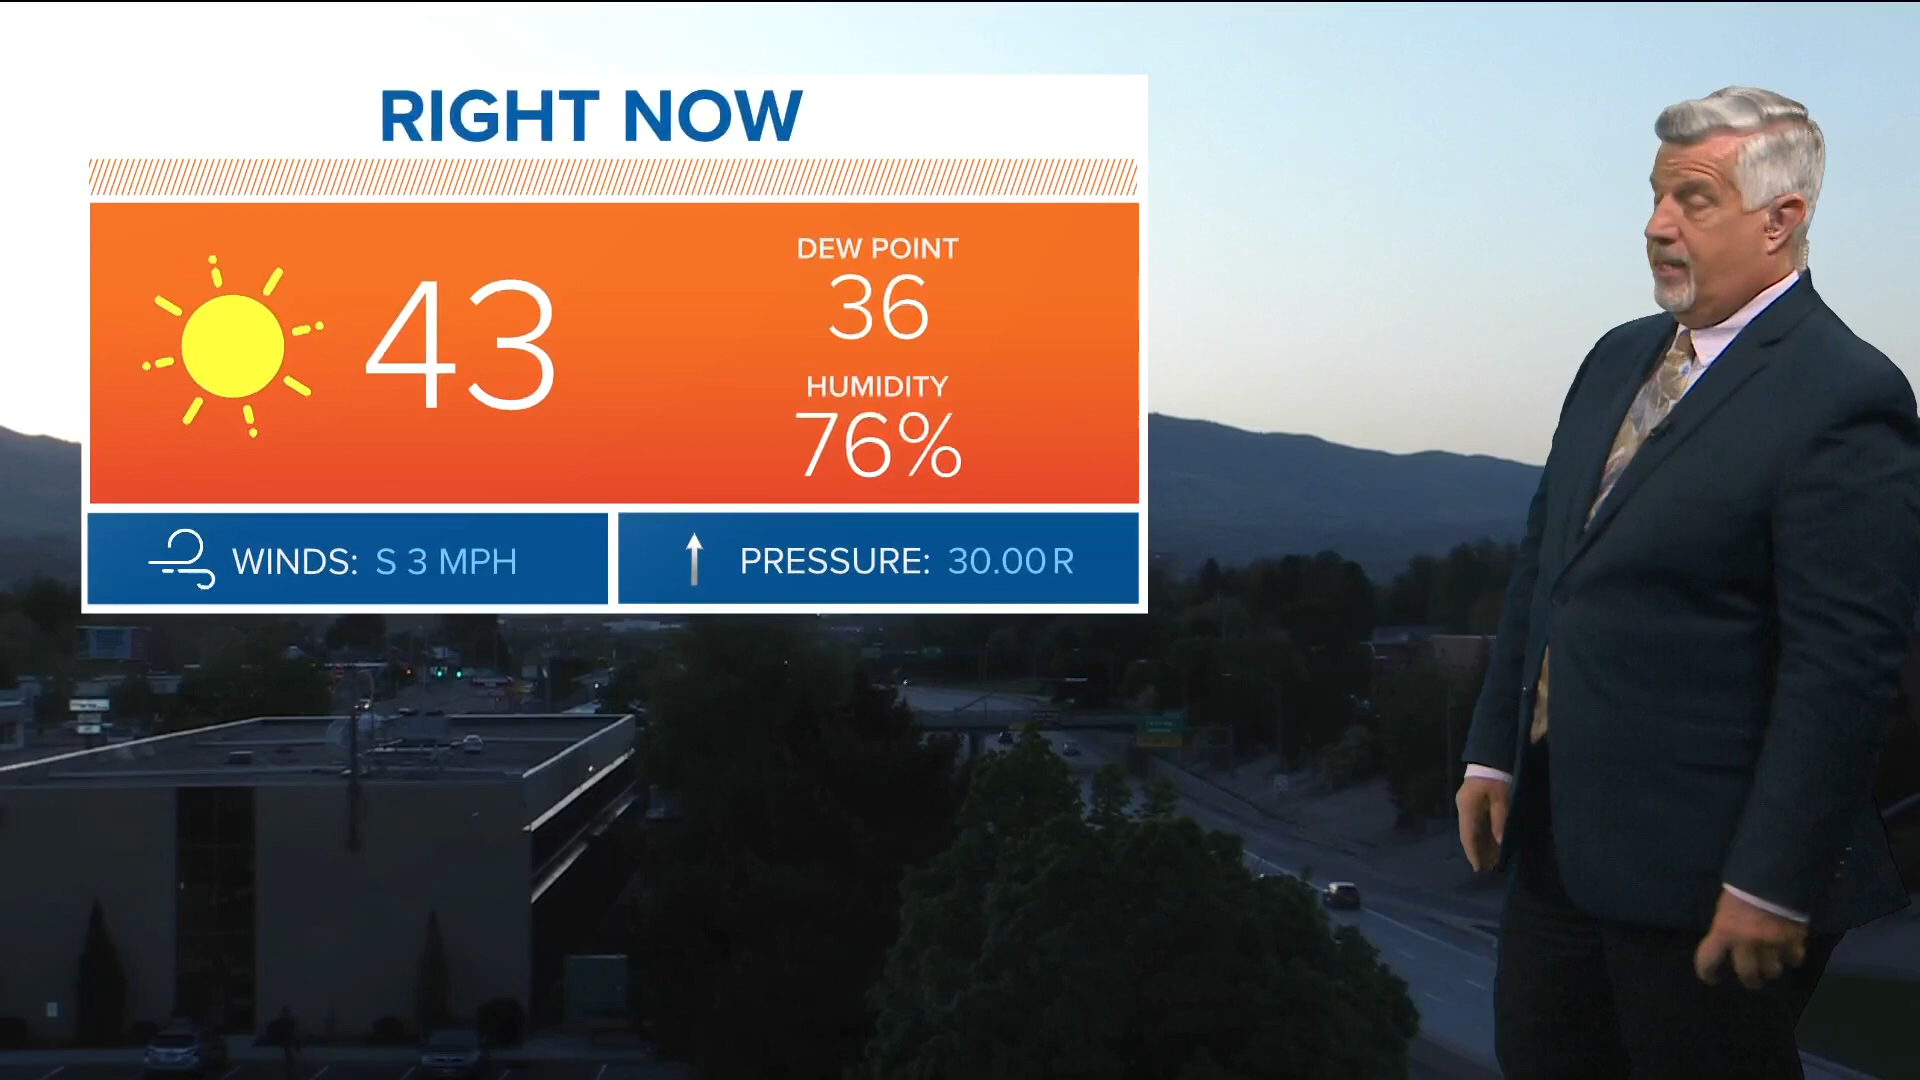 RIGHT NOW
43
DEW POINT
36
HUMIDITY
76%
WINDS: S 3 MPH
PRESSURE: 30.00 R